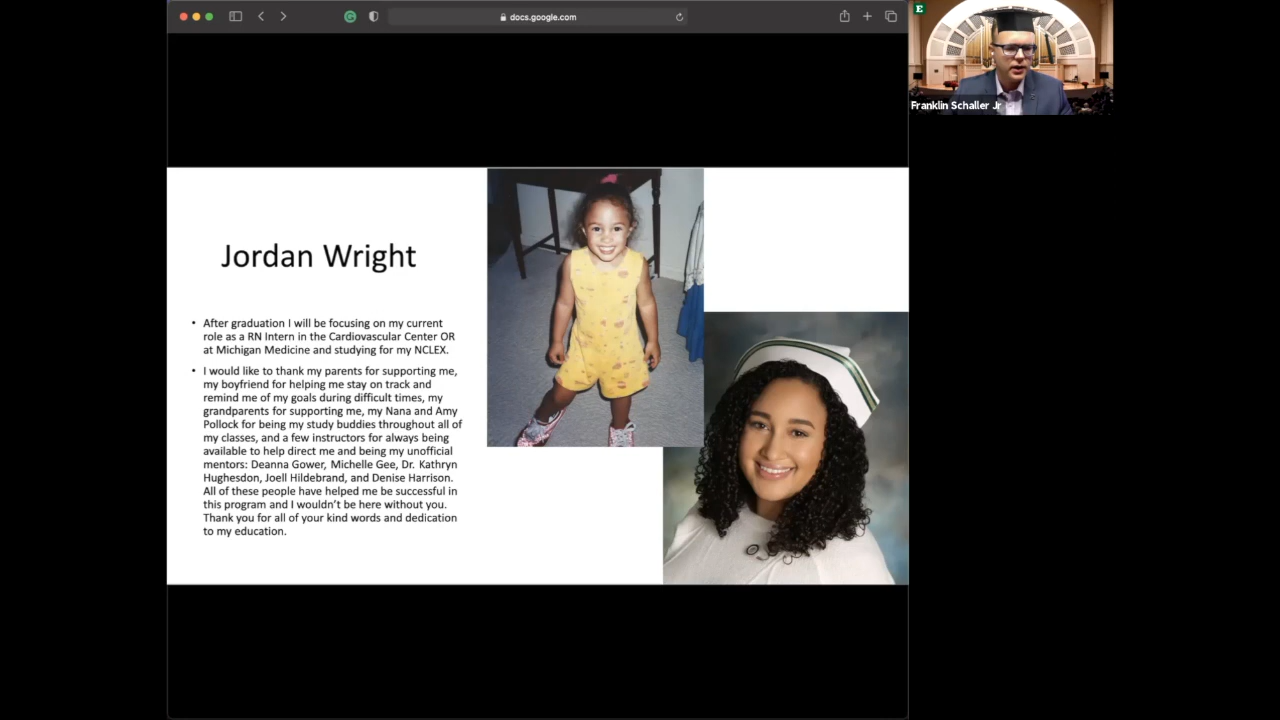 docs.google.com
E
Franklin Schaller Jr
Jordan Wright
• After graduation I will be focusing on my current
role as a RN Intern in the Cardiovascular Center OR
at Michigan Medicine and studying for my NCLEX.
• I would like to thank my parents for supporting me,
my boyfriend for helping me stay on track and
remind me of my goals during difficult times, my
grandparents for supporting me, my Nana and Amy
Pollock for being my study buddies throughout all of
my classes, and a few instructors for always being
available to help direct me and being my unofficial
mentors: Deanna Gower, Michelle Gee, Dr. Kathryn
Hughesdon, Joell Hildebrand, and Denise Harrison.
All of these people have helped me be successful in
this program and I wouldn't be here without you.
Thank you for all of your kind words and dedication
to my education.